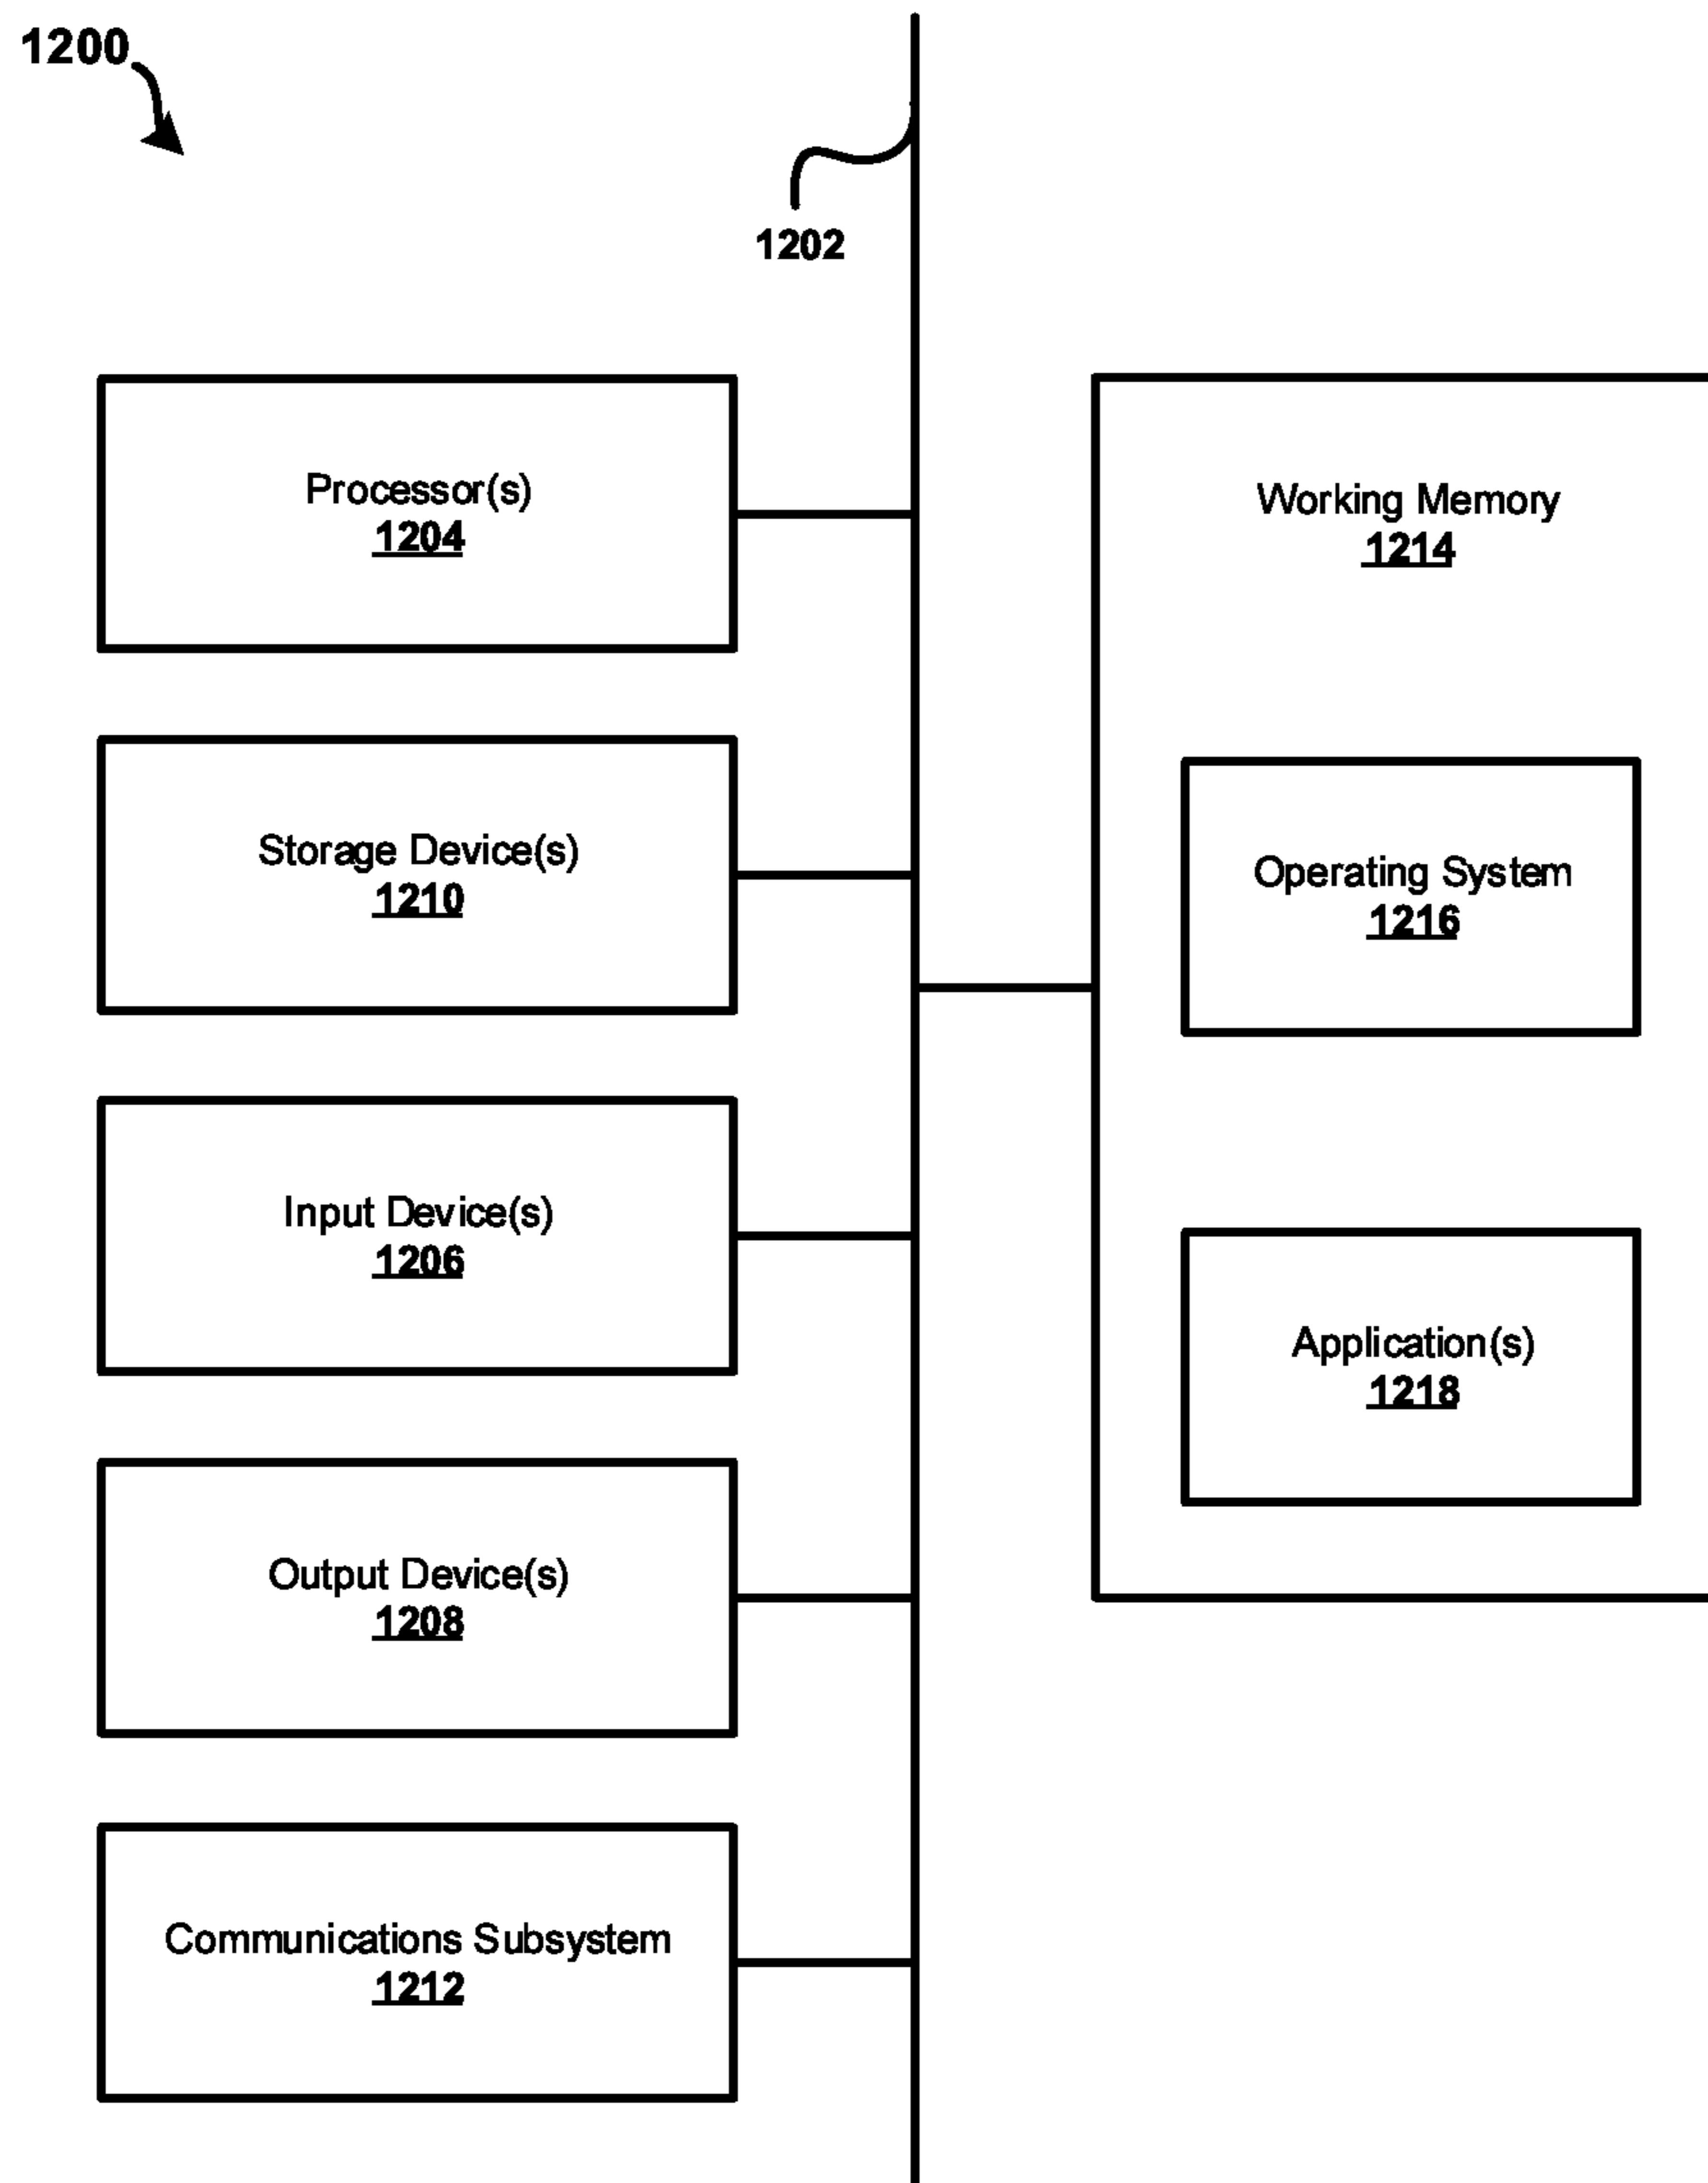 1200
1202
Processor(s)
1204
Storage Device(s)
1210
Input Device(s)
1206
Output Device(s)
1208
Communications Subsystem
1212
Working Memory
1214
Operating System
1216
Application(s)
1218